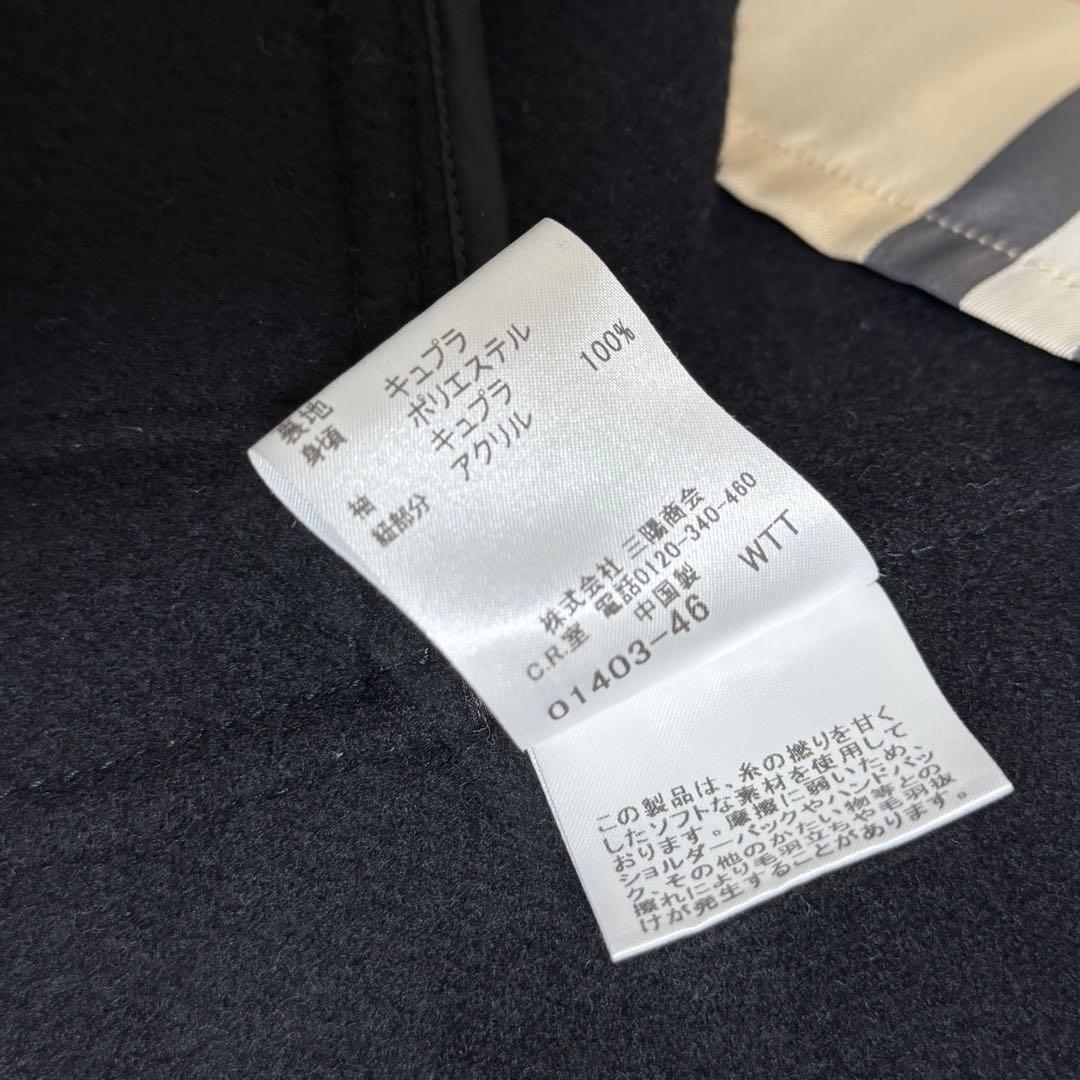 裏地
身頃 キュプラ
ポリエステル
袖 キュプラ
紐部分 アクリル 100%
株式会社 三陽商会
C.R.室 電話0120-340-460
中国製
01403-46 WTT
この製品は、糸の撚りを甘く
したソフトな素材を使用して
おります。摩擦に弱いため、
ショルダーバックやハンドバッ
ク、その他のかたい物等との
擦れにより毛羽立ちや毛羽抜
けが発生することがあります。